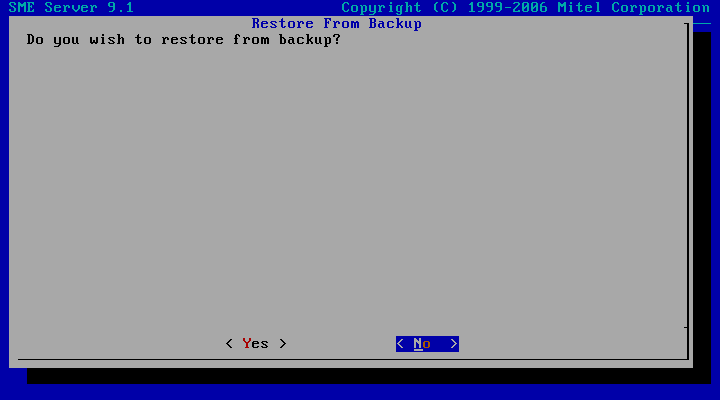 SME Server 9.1 Copyright (C) 1999-2006 Mitel Corporation
Restore From Backup
Do you wish to restore from backup?
< Yes > < No >